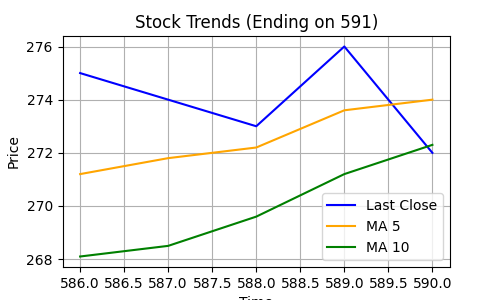 Stock Trends (Ending on 591)
276
274
272
270
268
Price
Last Close
MA 5
MA 10
586.0 586.5 587.0 587.5 588.0 588.5 589.0 589.5 590.0
Time